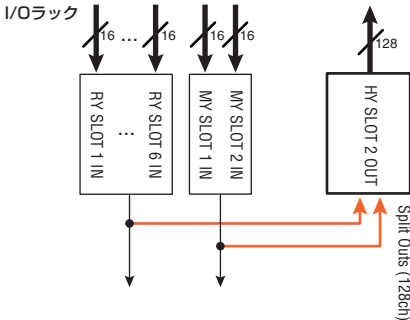 I/Oラック
16 ... 16 16 16
128
RY SLOT 1 IN
...
RY SLOT 6 IN
MY SLOT 1 IN
MY SLOT 2 IN
HY SLOT 2 OUT
Split Outs (128ch)